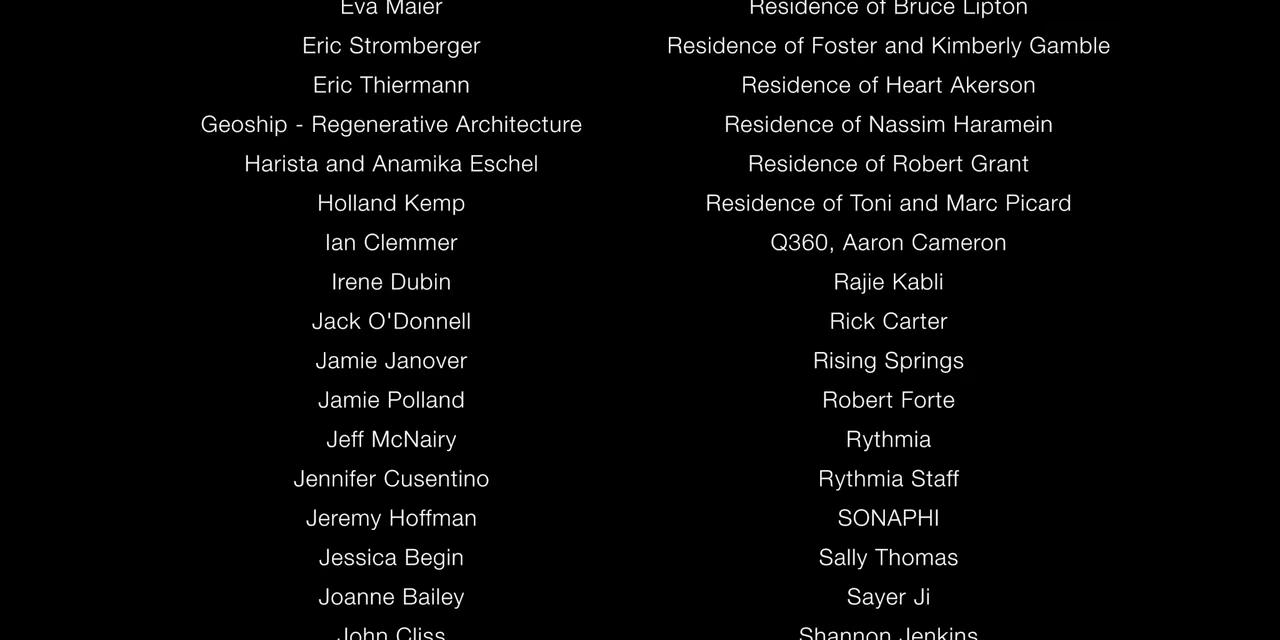 Eva Maier
Eric Stromberger
Eric Thiermann
Geoship - Regenerative Architecture
Harista and Anamika Eschel
Holland Kemp
Ian Clemmer
Irene Dubin
Jack O'Donnell
Jamie Janover
Jamie Polland
Jeff McNairy
Jennifer Cusentino
Jeremy Hoffman
Jessica Begin
Joanne Bailey
John Cliss
Residence of Bruce Lipton
Residence of Foster and Kimberly Gamble
Residence of Heart Akerson
Residence of Nassim Haramein
Residence of Robert Grant
Residence of Toni and Marc Picard
Q360, Aaron Cameron
Rajie Kabli
Rick Carter
Rising Springs
Robert Forte
Rythmia
Rythmia Staff
SONAPHI
Sally Thomas
Sayer Ji
Shannon Jenkins